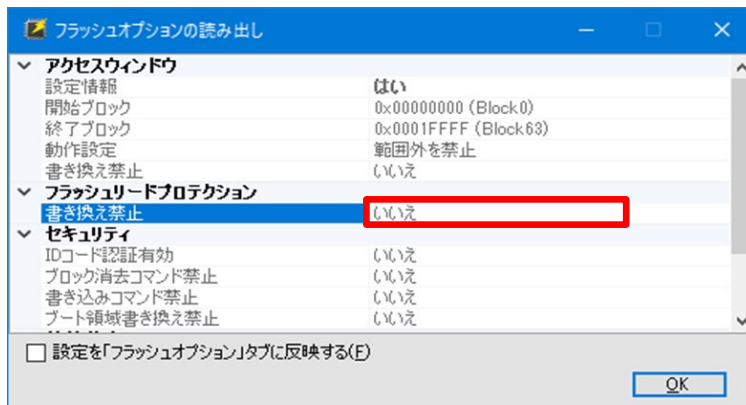 フラッシュオプションの読み出し
アクセスウィンドウ
設定情報 はい
開始ブロック 0x00000000 (Block0)
終了ブロック 0x0001FFFF (Block63)
動作設定 範囲外を禁止
書き換え禁止 いいえ
フラッシュリードプロテクション
書き換え禁止 いいえ
セキュリティ
IDコード認証有効 いいえ
ブロック消去コマンド禁止 いいえ
書き込みコマンド禁止 いいえ
ブート領域書き換え禁止 いいえ
設定を「フラッシュオプション」タブに反映する(F)
OK